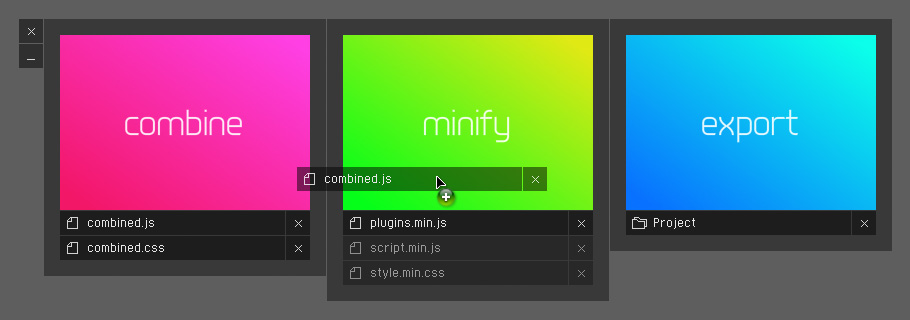 combine
combined.js
combined.css
minify
combined.js
plugins.min.js
script.min.js
style.min.css
export
Project